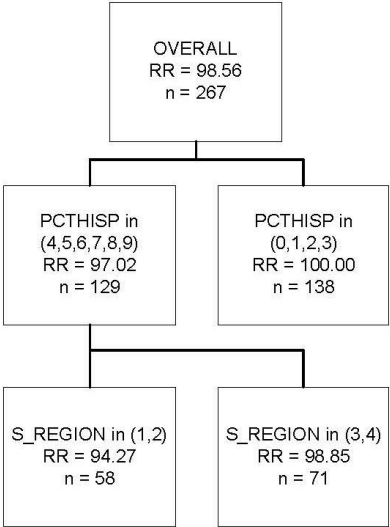 OVERALL
RR = 98.56
n = 267
PCTHISP in
(4,5,6,7,8,9)
RR = 97.02
n = 129
PCTHISP in
(0,1,2,3)
RR = 100.00
n = 138
S_REGION in (1,2)
RR = 94.27
n = 58
S_REGION in (3,4)
RR = 98.85
n = 71